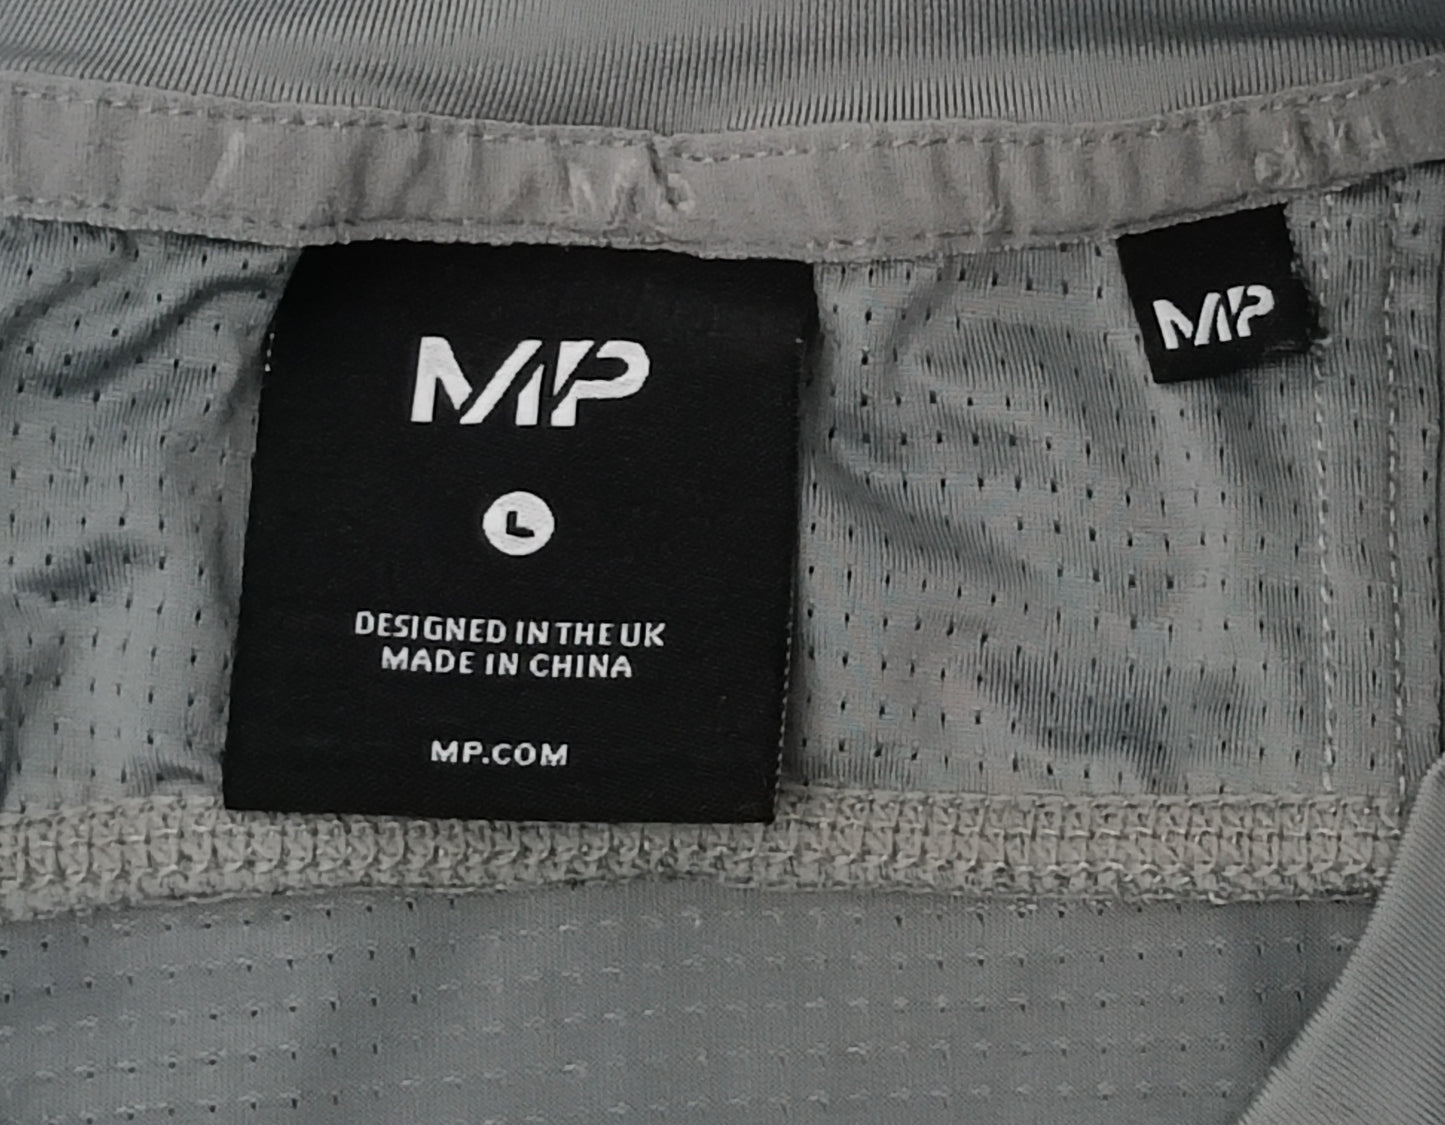 MP
L
DESIGNED IN THE UK
MADE IN CHINA
MP.COM
MP